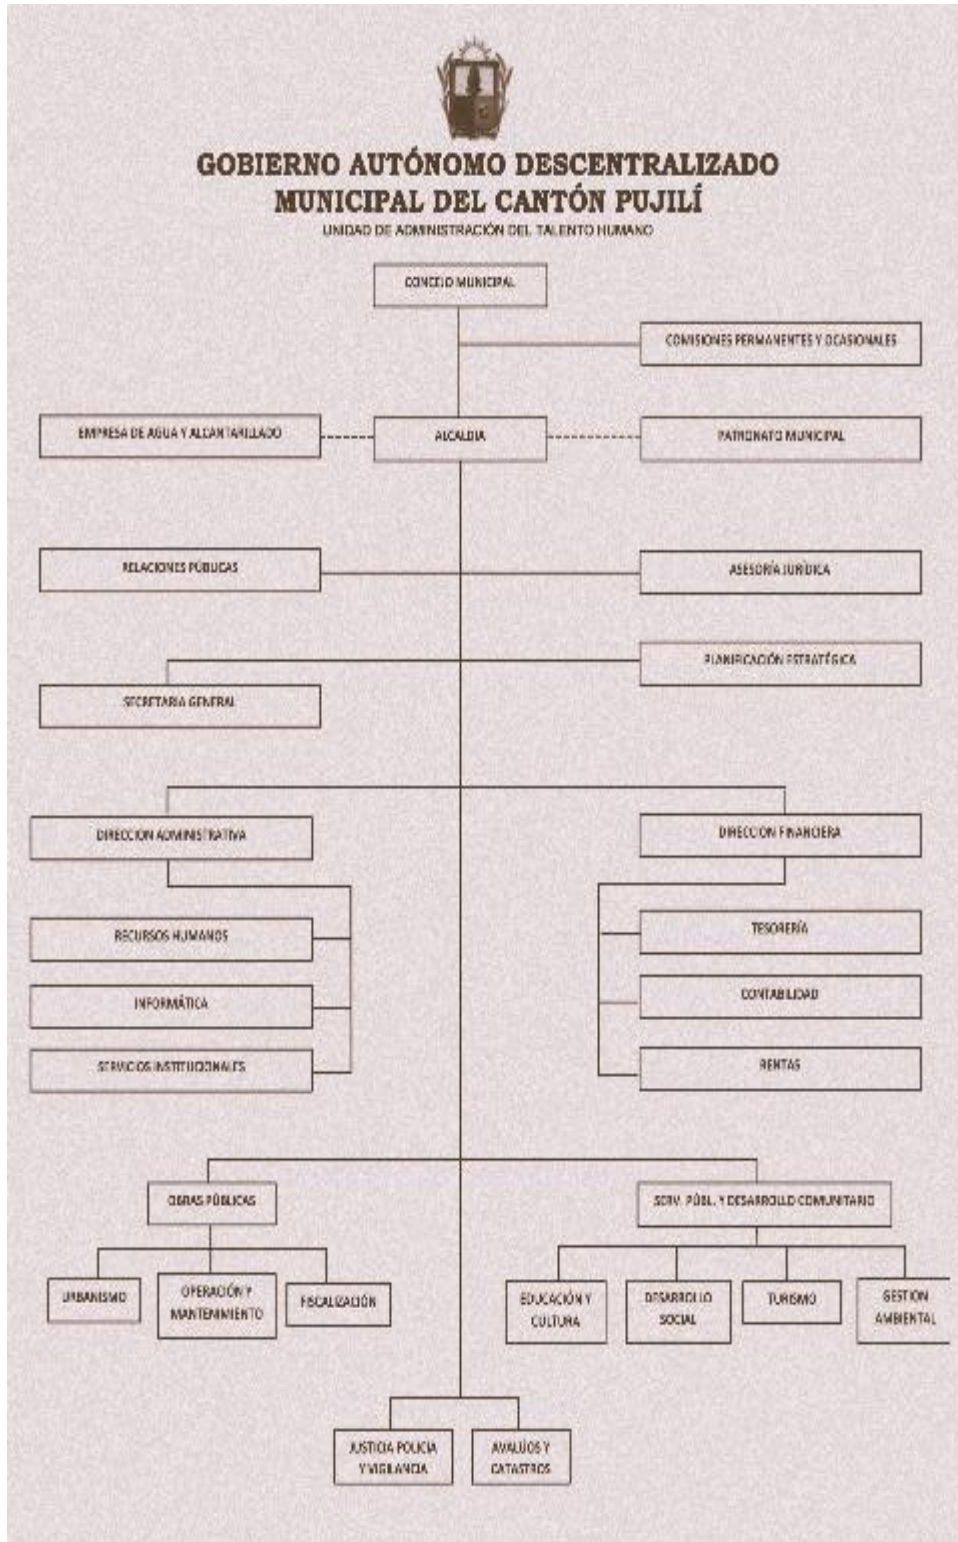 GOBIERNO AUTÓNOMO DESCENTRALIZADO
MUNICIPAL DEL CANTÓN PUJILÍ
UNIDAD DE ADMINISTRACIÓN DEL TALENTO HUMANO
CONCEJO MUNICIPAL
COMISIONES PERMANENTES Y OCASIONALES
EMPRESA DE AGUA Y ALCANTARILLADO
ALCALDIA
PATRONATO MUNICIPAL
RELACIONES PÚBLICAS
ASESORÍA JURÍDICA
PLANIFICACIÓN ESTRATÉGICA
SECRETARIA GENERAL
DIRECCION ADMINISTRATIVA
DIRECCION FINANCIERA
RECURSOS HUMANOS
TESORERÍA
INFORMÁTICA
CONTABILIDAD
SERVICIOS INSTITUCIONALES
RENTAS
OBRAS PÚBLICAS
SERV. PÚBL. Y DESARROLLO COMUNITARIO
URBANISMO
OPERACIÓN Y
MANTENIMIENTO
FISCALIZACIÓN
EDUCACIÓN Y
CULTURA
DESARROLLO
SOCIAL
TURISMO
GESTION
AMBIENTAL
JUSTICIA POLICIA
Y VIGILANCIA
AVALÚOS Y
CATASTROS